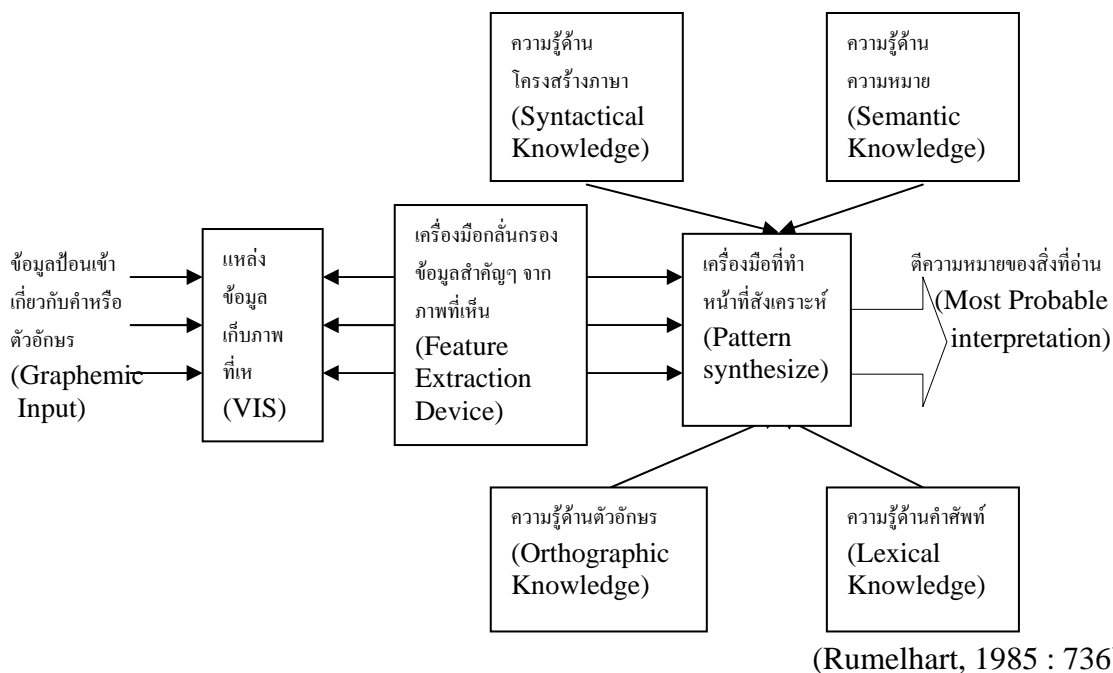 ความรู้ด้าน
โครงสร้างภาษา
(Syntactical
Knowledge)
ความรู้ด้าน
ความหมาย
(Semantic
Knowledge)
ข้อมูลป้อนเข้า
เกี่ยวกับคำหรือ
ตัวอักษร
(Graphemic
Input)
แหล่ง
ข้อมูล
เก็บภาพ
ที่เห
(VIS)
เครื่องมือกลั่นกรอง
ข้อมูลสำคัญๆ จาก
ภาพที่เห็น
(Feature
Extraction
Device)
เครื่องมือที่ทำ
หน้าที่สังเคราะห์
(Pattern
synthesize)
ตีความหมายของสิ่งที่อ่าน
(Most Probable
interpretation)
ความรู้ด้านตัวอักษร
(Orthographic
Knowledge)
ความรู้ด้านคำศัพท์
(Lexical
Knowledge)
(Rumelhart, 1985 : 736